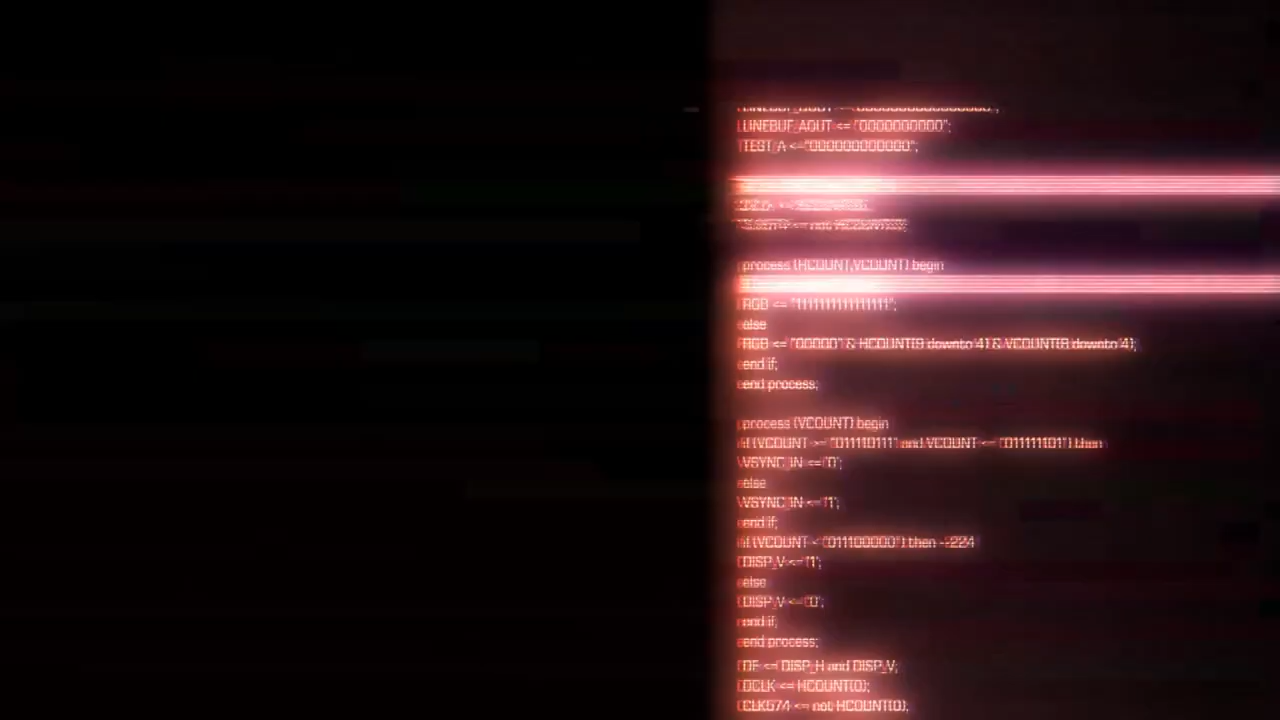 LINEBUF_AOUT <= "0000000000";
TEST_A <="000000000000";
process (HCOUNT,VCOUNT) begin
RGB <= "111111111111111";
else
RGB <= "00000" & HCOUNT(9 downto 4) & VCOUNT(8 downto 4);
end if;
end process;
process (VCOUNT) begin
if (VCOUNT >= "011110111" and VCOUNT <= "011111101") then
VSYNC_IN <='0';
else
VSYNC_IN <='1';
end if;
if (VCOUNT < "011100000") then --224
DISP_V <='1';
else
DISP_V <='0';
end if;
end process;
DE <= DISP_H and DISP_V;
DCLK <= HCOUNT(0);
CLK574 <= not HCOUNT(0);